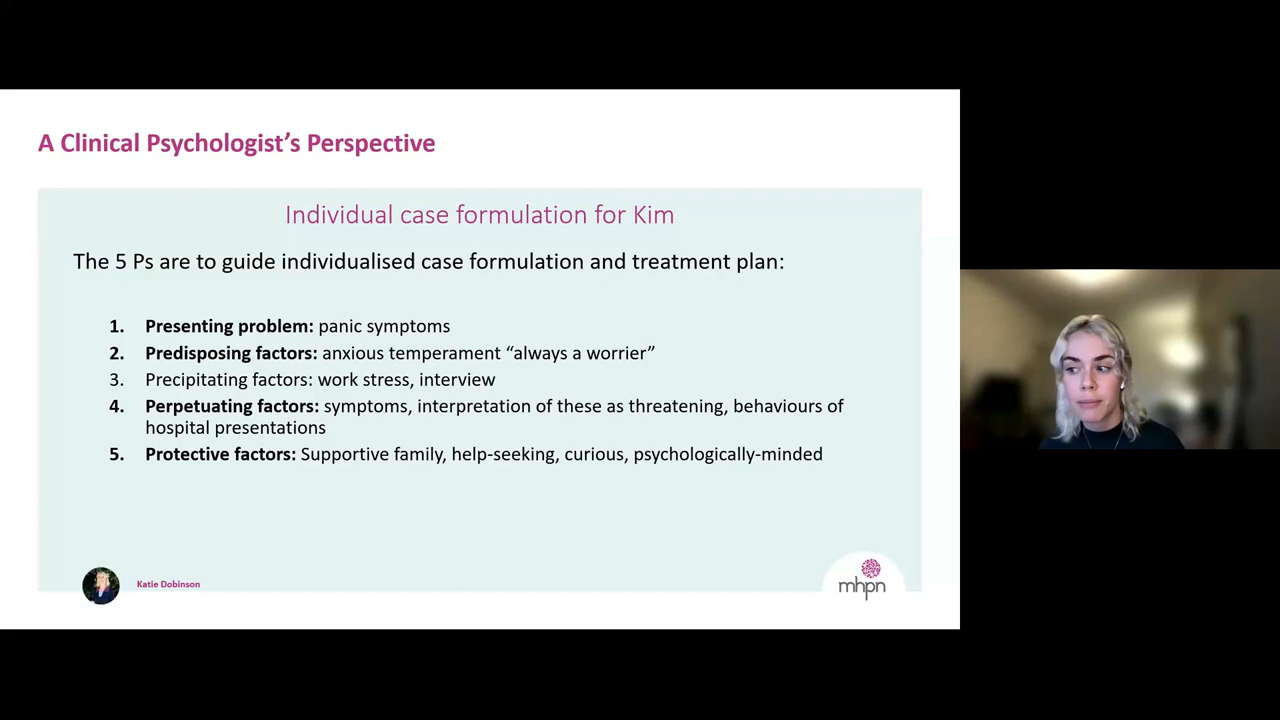 A Clinical Psychologist’s Perspective
Individual case formulation for Kim
The 5 Ps are to guide individualised case formulation and treatment plan:
1. Presenting problem: panic symptoms
2. Predisposing factors: anxious temperament “always a worrier”
3. Precipitating factors: work stress, interview
4. Perpetuating factors: symptoms, interpretation of these as threatening, behaviours of
hospital presentations
5. Protective factors: Supportive family, help-seeking, curious, psychologically-minded
Katie Dobinson
mhpn